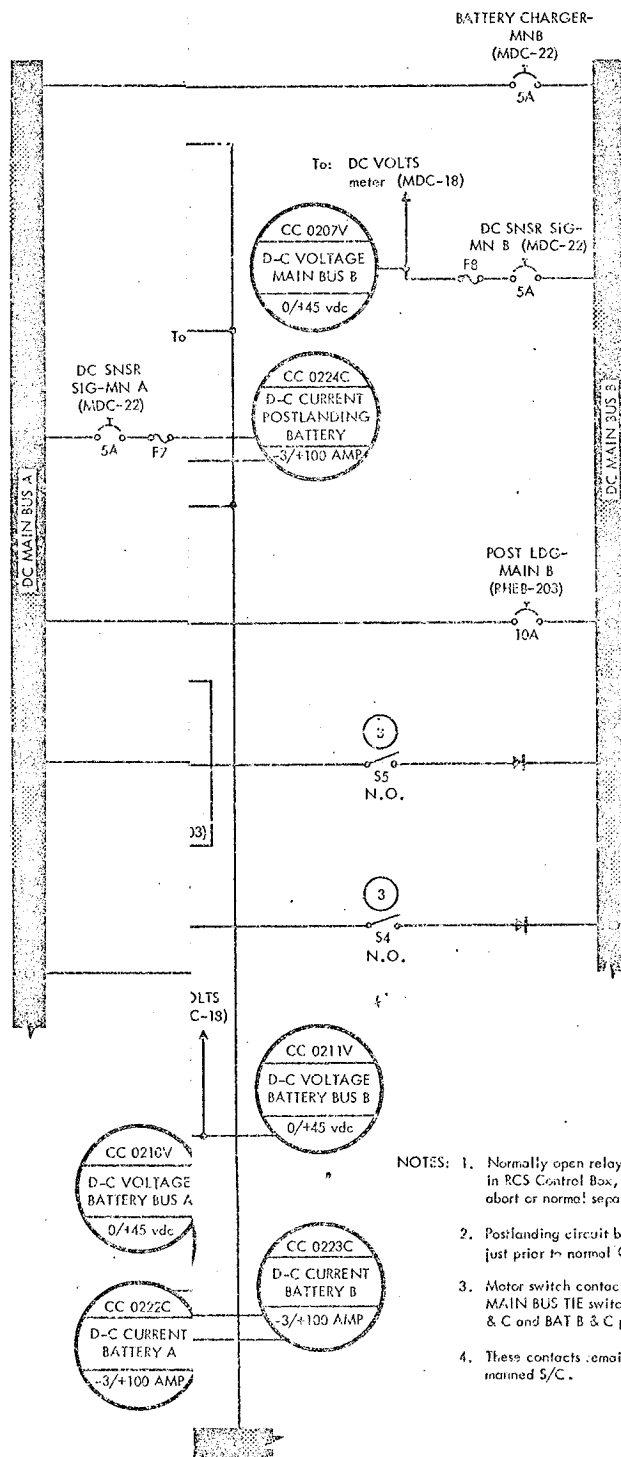 BATTERY CHARGER-
MNB
(MDC-22)
5A
To: DC VOLTS
meter (MDC-18)
CC 0207V
D-C VOLTAGE
MAIN BUS B
0/+45 vdc
DC SNSR SIG-
MN B (MDC-22)
F8
5A
To
DC SNSR
SIG-MN A
(MDC-22)
5A
F7
CC 0224C
D-C CURRENT
POSTLANDING
BATTERY
-3/+100 AMP
DC MAIN BUS A
DC MAIN BUS B
POST LDG-
MAIN B
(RHEB-203)
10A
3
S5
N.O.
03)
3
S4
N.O.
OLTS
C-18)
CC 0211V
D-C VOLTAGE
BATTERY BUS B
0/+45 vdc
CC 0210V
D-C VOLTAGE
BATTERY BUS A
0/+45 vdc
CC 0223C
D-C CURRENT
BATTERY B
-3/+100 AMP
CC 0222C
D-C CURRENT
BATTERY A
-3/+100 AMP
NOTES: 1. Normally open relay
in RCS Control Box,
abort or normal sepa
2. Postlanding circuit b
just prior to normal
3. Motor switch contac
MAIN BUS TIE switc
& C and BAT B & C p
4. These contacts remai
manned S/C.